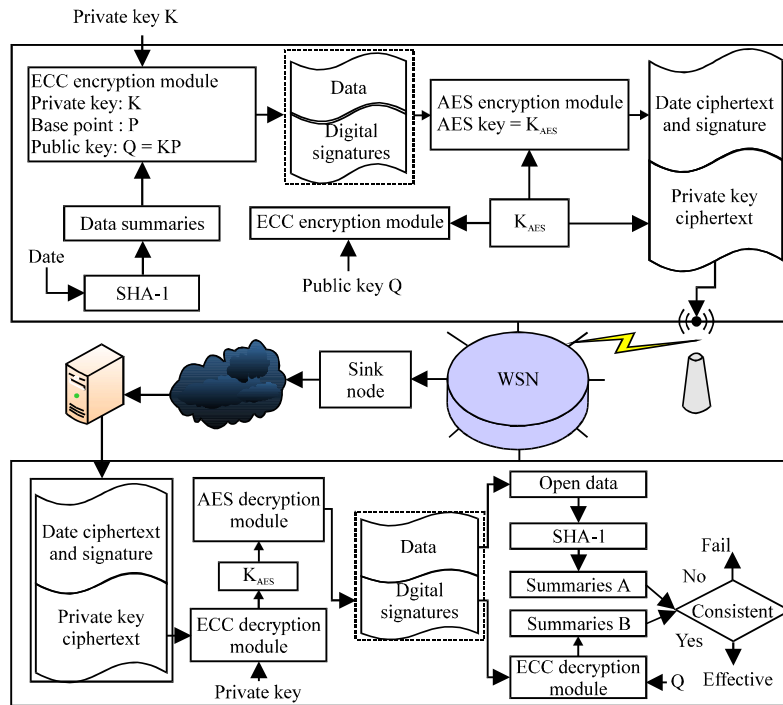 Private key K
ECC encryption module
Private key: K
Base point : P
Public key: Q = KP
Data
Digital
signatures
AES encryption module
AES key = K_AES
Date ciphertext
and signature
Private key
ciphertext
Data summaries
ECC encryption module
K_AES
Date
SHA-1
Public key Q
Sink
node
WSN
Date ciphertext
and signature
Private key
ciphertext
AES decryption
module
K_AES
ECC decryption
module
Private key
Data
Dgital
signatures
Open data
SHA-1
Summaries A
Summaries B
ECC decryption
module
Q
Fail
No
Consistent
Yes
Effective